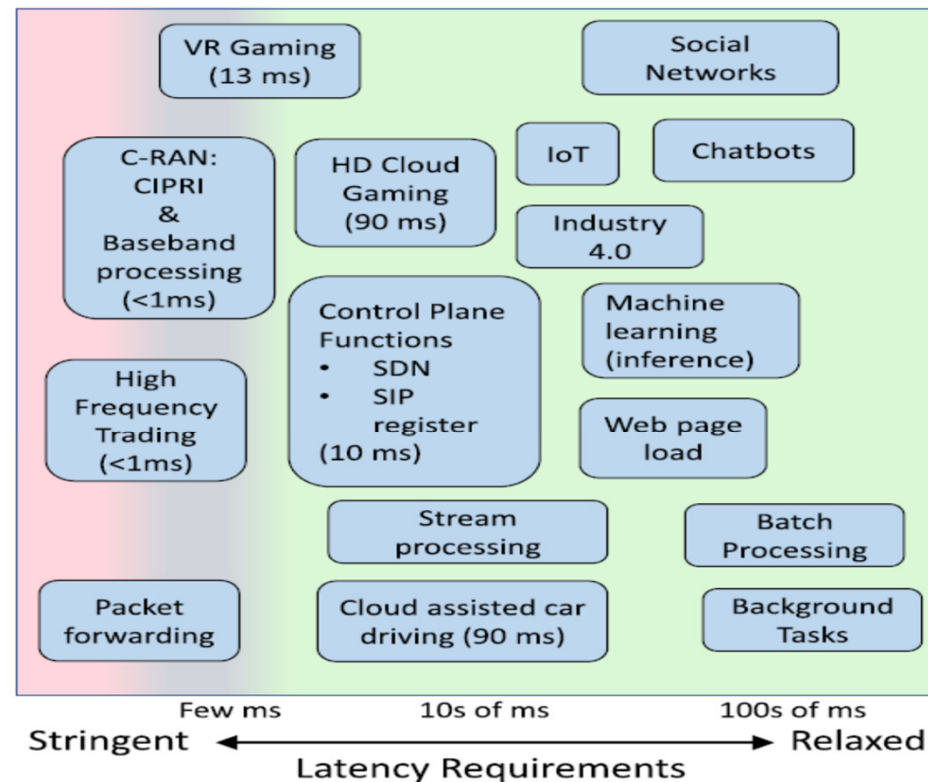 VR Gaming
(13 ms)
Social
Networks
C-RAN:
CIPRI
&
Baseband
processing
(<1ms)
HD Cloud
Gaming
(90 ms)
IoT
Chatbots
Industry
4.0
Control Plane
Functions
• SDN
• SIP
register
(10 ms)
Machine
learning
(inference)
High
Frequency
Trading
(<1ms)
Web page
load
Stream
processing
Batch
Processing
Packet
forwarding
Cloud assisted car
driving (90 ms)
Background
Tasks
Few ms 10s of ms 100s of ms
Stringent Relaxed
Latency Requirements